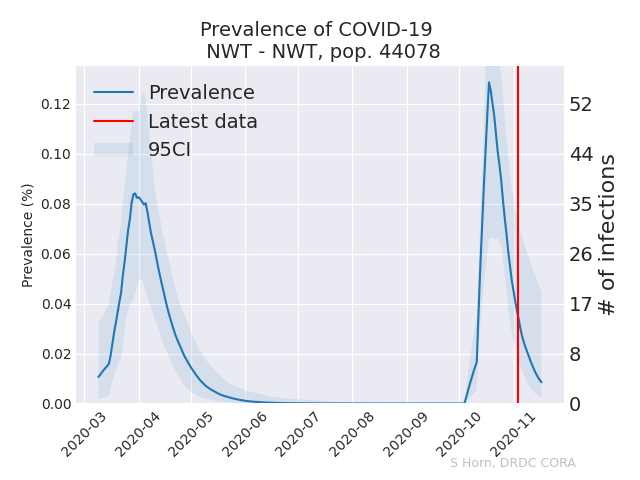 Prevalence of COVID-19
NWT - NWT, pop. 44078
Prevalence
Latest data
95CI
Prevalence (%)
0.12
0.10
0.08
0.06
0.04
0.02
0.00
52
44
35
26
17
8
0
# of infections
2020-03
2020-04
2020-05
2020-06
2020-07
2020-08
2020-09
2020-10
2020-11
S Horn, DRDC CORA